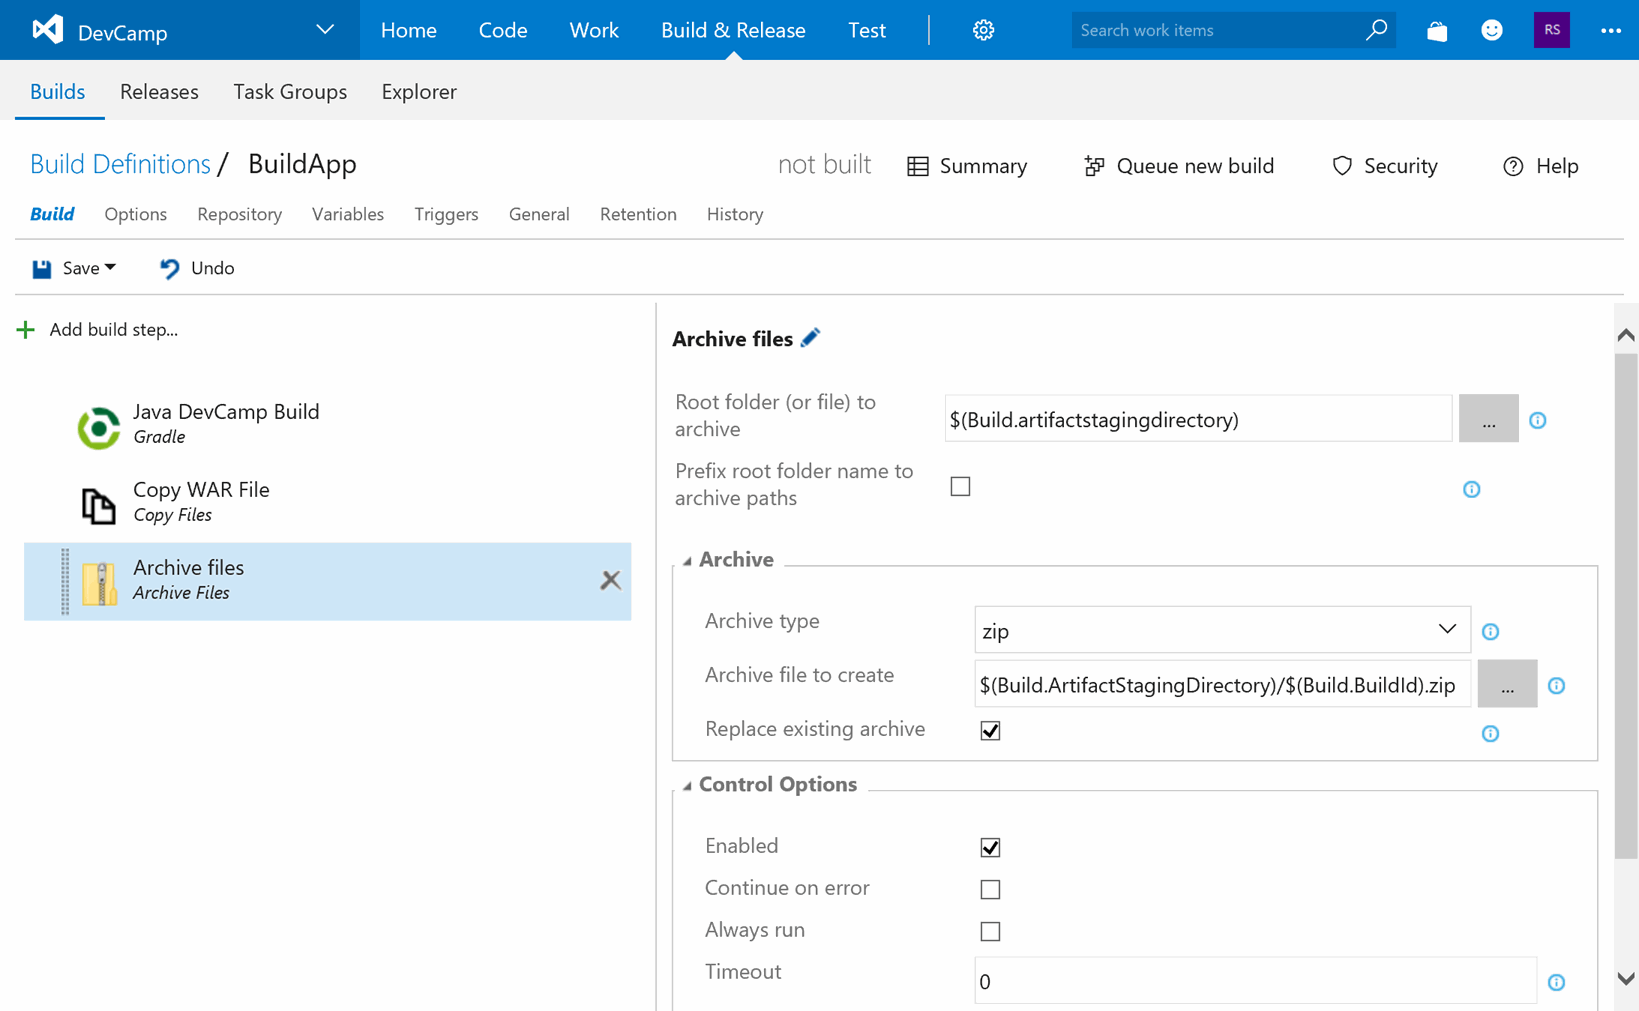 DevCamp Home Code Work Build & Release Test Search work items RS
Builds Releases Task Groups Explorer
Build Definitions / BuildApp not built Summary Queue new build Security Help
Build Options Repository Variables Triggers General Retention History
Save Undo
Add build step...
Java DevCamp Build
Gradle
Copy WAR File
Copy Files
Archive files
Archive Files
Archive files
Root folder (or file) to
archive
$(Build.artifactstagingdirectory) ...
Prefix root folder name to
archive paths
Archive
Archive type zip
Archive file to create $(Build.ArtifactStagingDirectory)/$(Build.BuildId).zip ...
Replace existing archive
Control Options
Enabled
Continue on error
Always run
Timeout 0